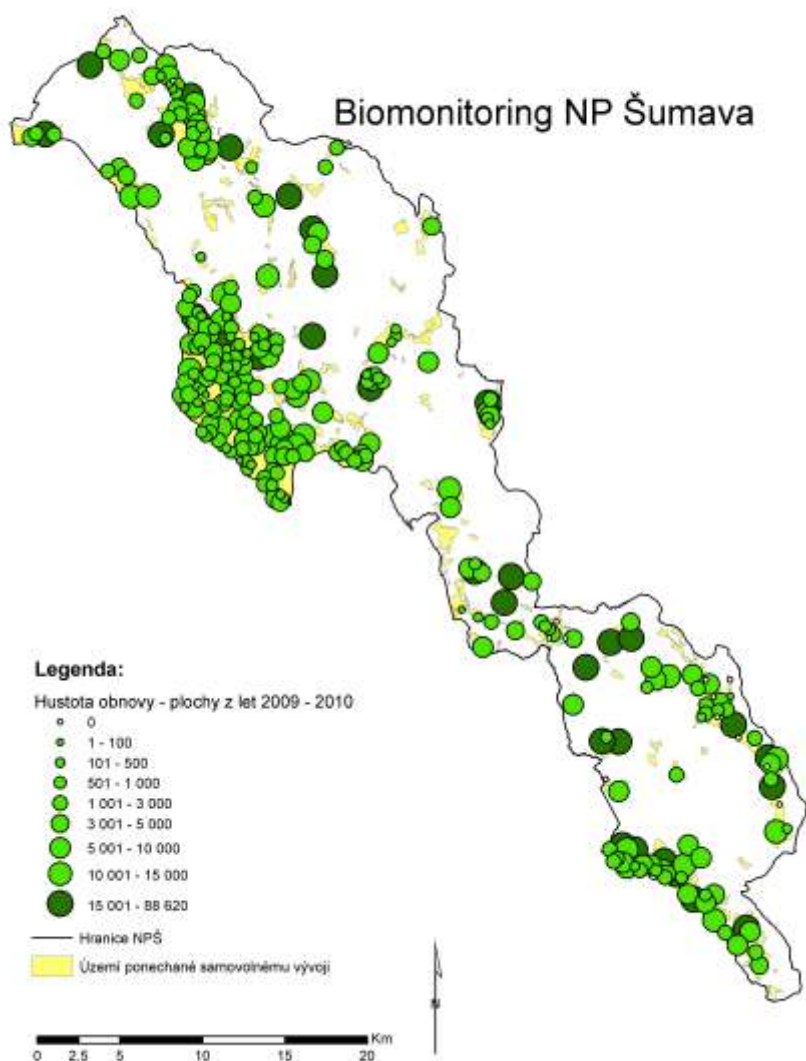 Biomonitoring NP Šumava
Legenda:
Hustota obnovy - plochy z let 2009 - 2010
0
1 - 100
101 - 500
501 - 1 000
1 001 - 3 000
3 001 - 5 000
5 001 - 10 000
10 001 - 15 000
15 001 - 88 620
Hranice NPŠ
Území ponechané samovolnému vývoji
N
Km
0 2,5 5 10 15 20